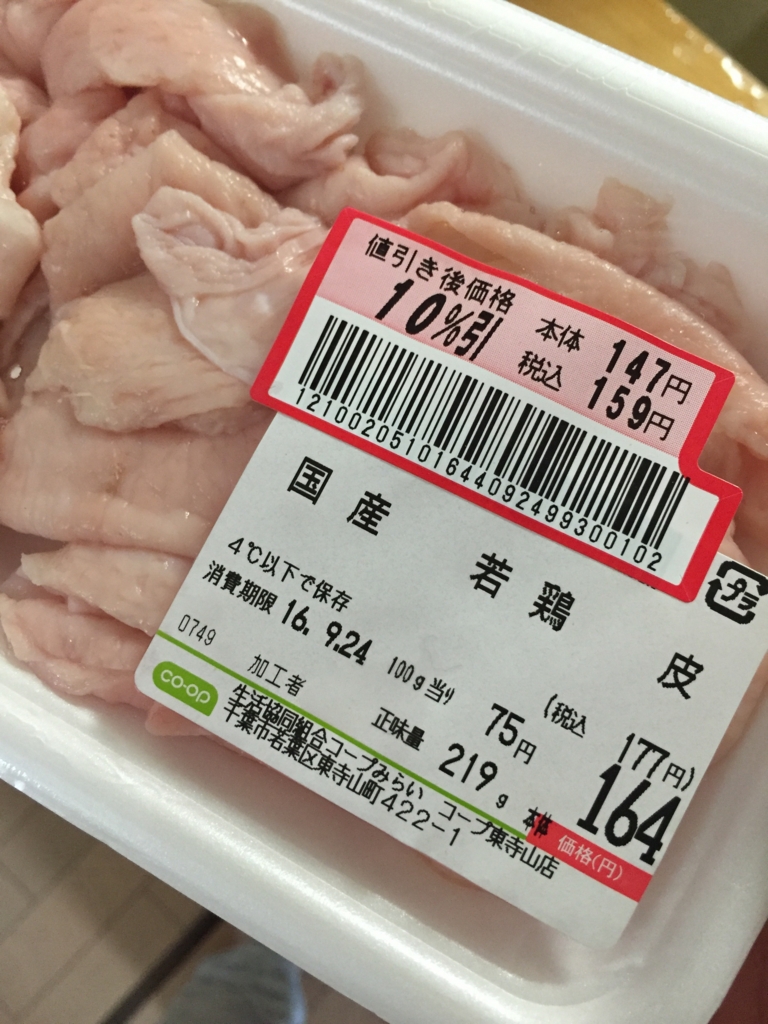 値引き後価格
10%引 本体 147円
税込 159円
12100205101644092499300102
国産 若鶏 皮
プラ
4℃以下で保存
消費期限 16. 9.24
0749 100g当り 75円 (税込 177円)
加工者 正味量 219g 本体 164
価格(円)
co-op
生活協同組合コープみらい コープ東寺山店
千葉市若葉区東寺山町422-1